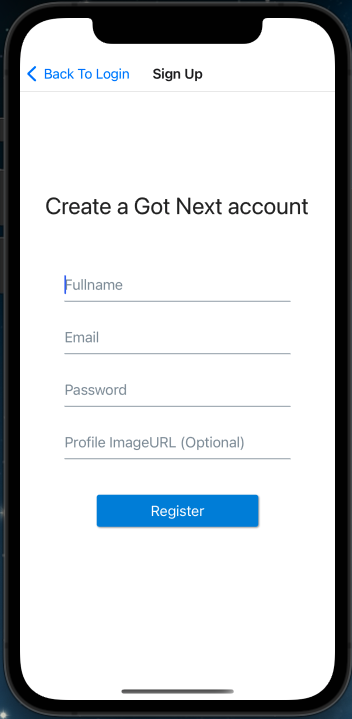 Back To Login Sign Up
Create a Got Next account
Fullname
Email
Password
Profile ImageURL (Optional)
Register